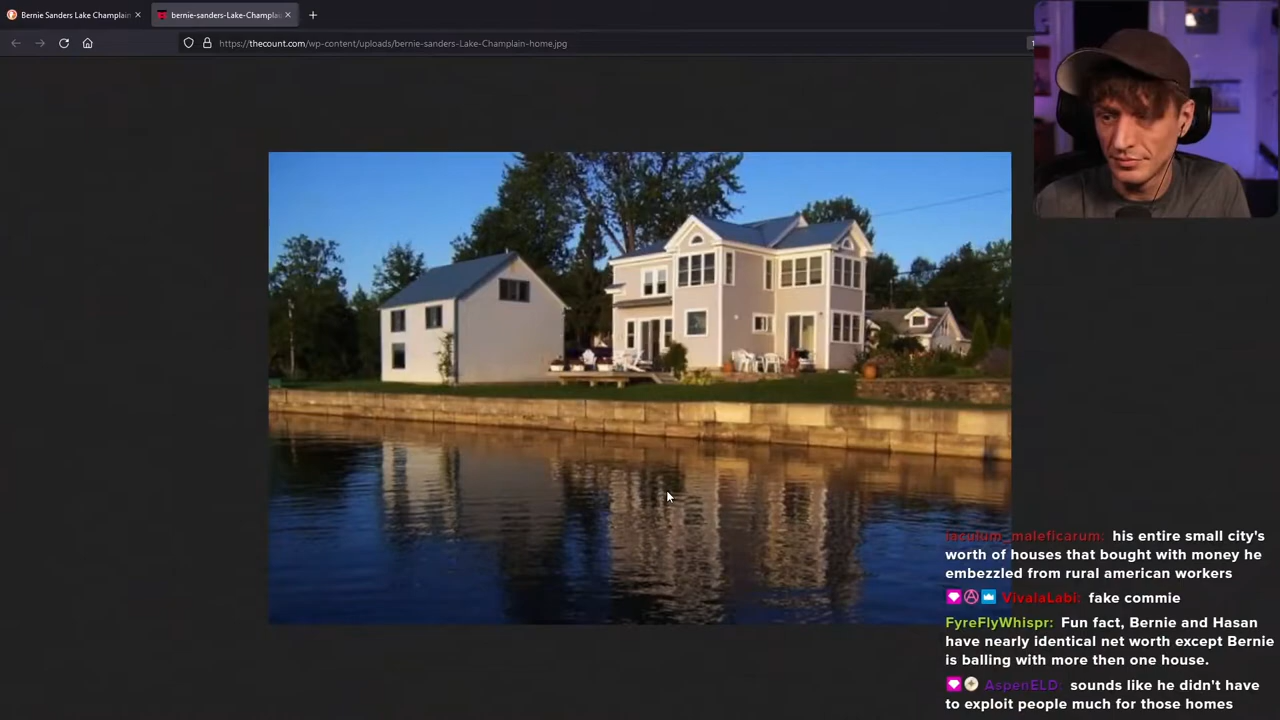 Bernie Sanders Lake Champlain
bernie-sanders-Lake-Champlai
https://thecount.com/wp-content/uploads/bernie-sanders-Lake-Champlain-home.jpg
iaculum_maleficarum: his entire small city's
worth of houses that bought with money he
embezzled from rural american workers
VivalaLabi: fake commie
FyreFlyWhispr: Fun fact, Bernie and Hasan
have nearly identical net worth except Bernie
is balling with more then one house.
AspenELD: sounds like he didn't have
to exploit people much for those homes